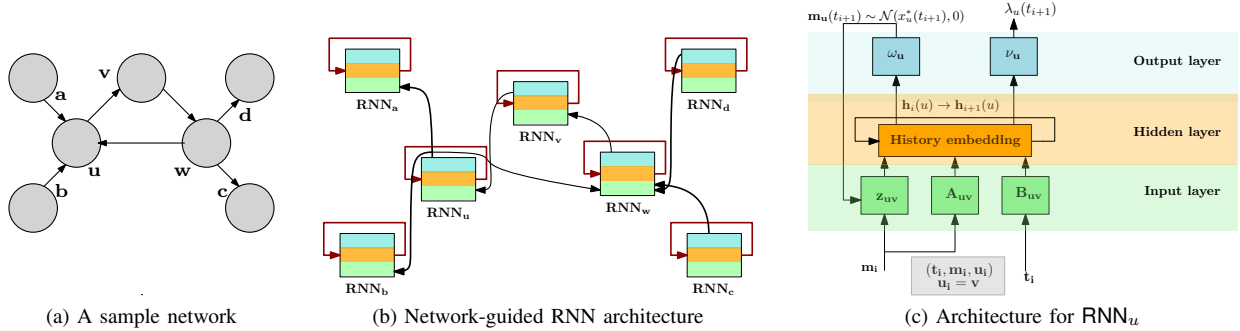 a
v
d
b
u
w
c
(a) A sample network
RNN_a
RNN_v
RNN_d
RNN_u
RNN_w
RNN_b
RNN_c
(b) Network-guided RNN architecture
m_u(t_{i+1}) ∼ N(x_u^*(t_{i+1}), 0)
λ_u(t_{i+1})
ω_u
ν_u
Output layer
h_i(u) → h_{i+1}(u)
History embedding
Hidden layer
z_uv
A_uv
B_uv
Input layer
m_i
(t_i, m_i, u_i)
u_i = v
t_i
(c) Architecture for RNN_u